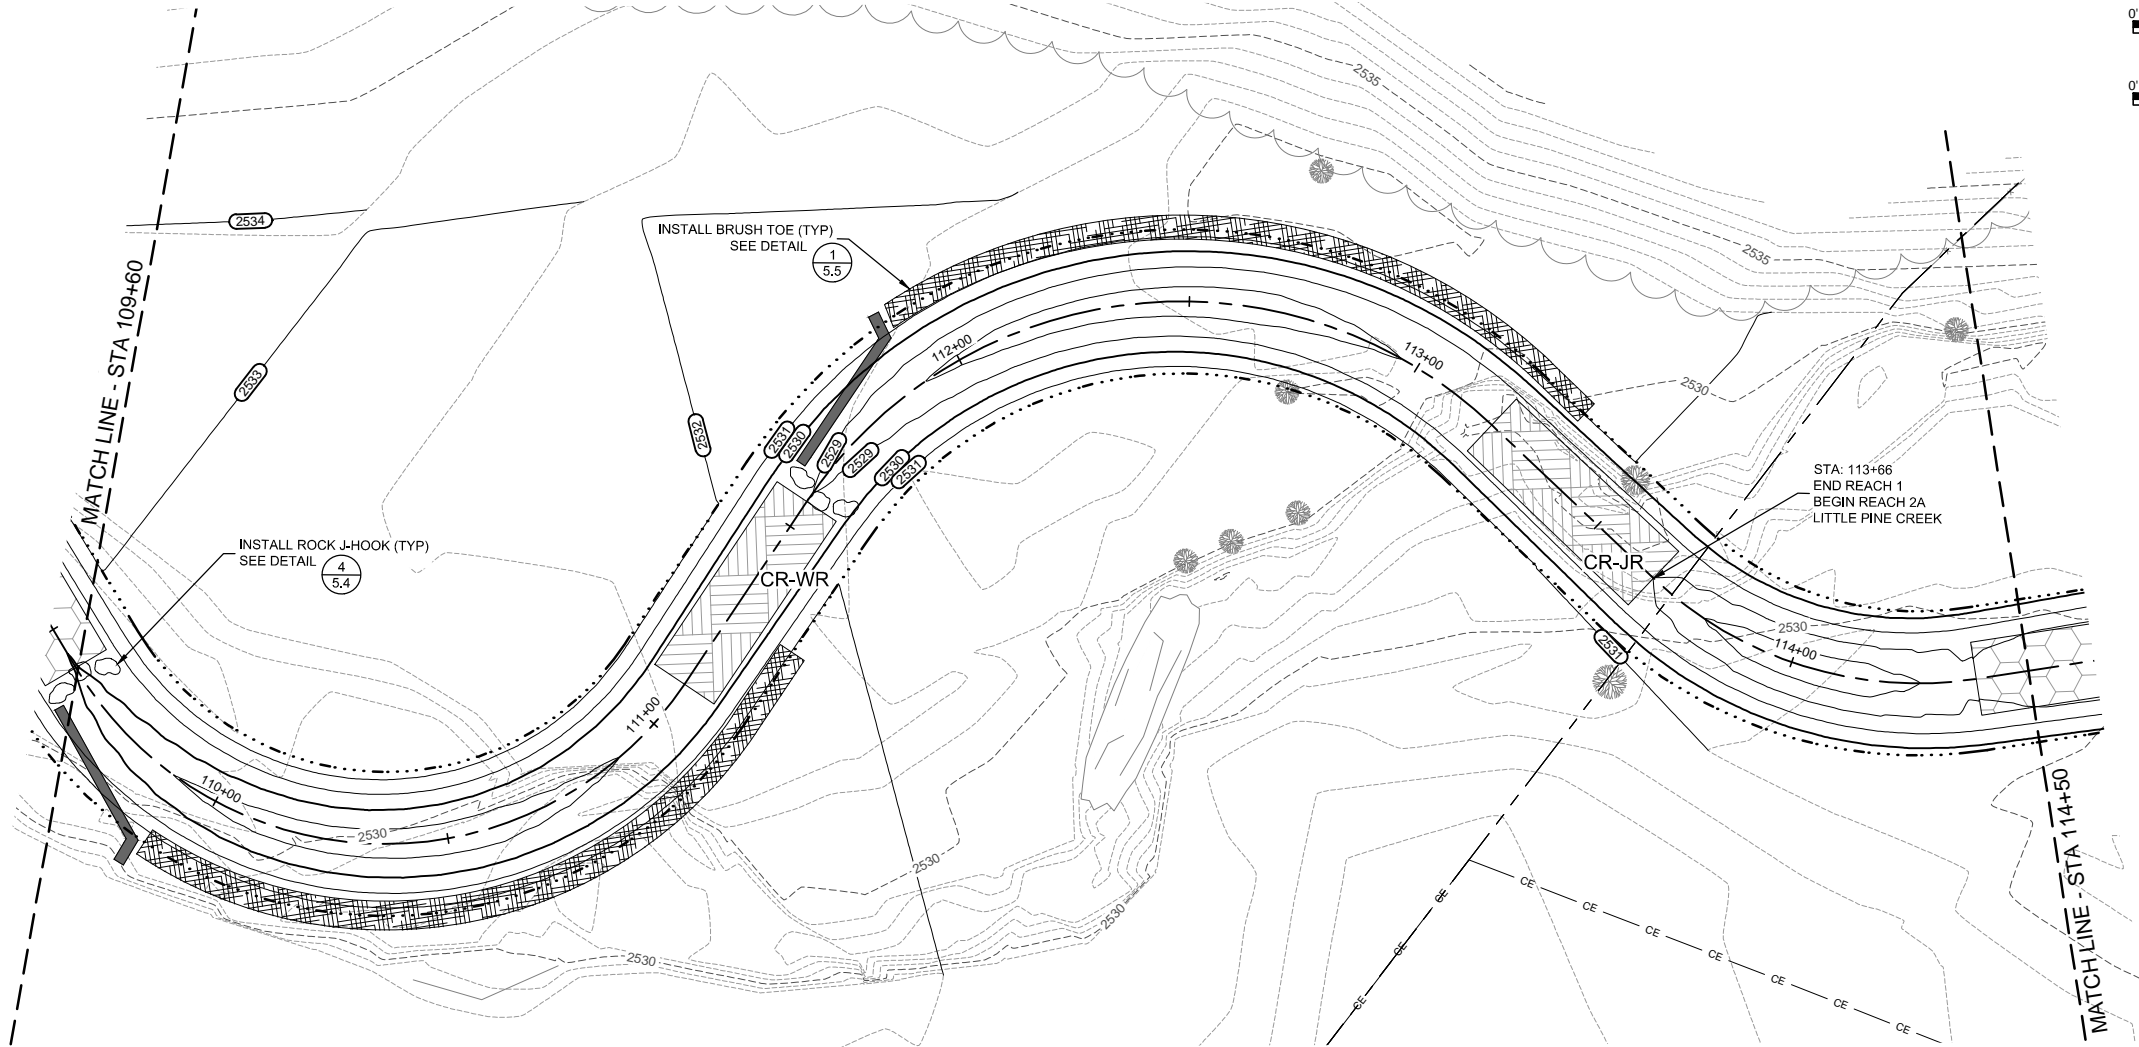 0'
0'
2535
2534
INSTALL BRUSH TOE (TYP)
SEE DETAIL
1
5.5
2535
MATCH LINE - STA 109+60
2533
2532
112+00
113+00
2530
2531
2530
2529
2529
2530
2531
STA: 113+66
END REACH 1
BEGIN REACH 2A
LITTLE PINE CREEK
INSTALL ROCK J-HOOK (TYP)
SEE DETAIL
4
5.4
CR-WR
CR-JR
2531
2530
114+00
111+00
110+00
2530
2530
2530
2530
CE
CE
CE
CE
CE
CE
CE
CE
CE
CE
MATCH LINE - STA 114+50